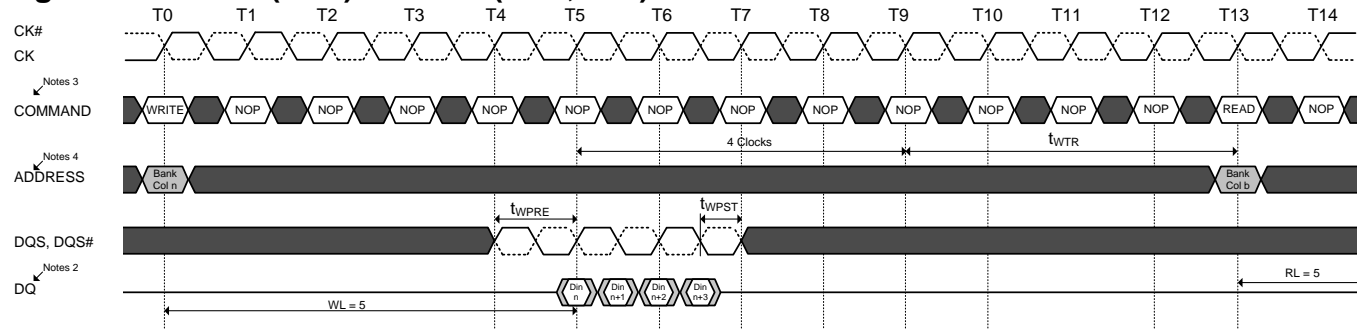 T0 T1 T2 T3 T4 T5 T6 T7 T8 T9 T10 T11 T12 T13 T14
CK#
CK
Notes 3
COMMAND WRITE NOP NOP NOP NOP NOP NOP NOP NOP NOP NOP NOP NOP READ NOP
4 Clocks tWTR
Notes 4
ADDRESS Bank Col n Bank Col b
tWPRE tWPST
DQS, DQS#
Notes 2
RL = 5
DQ Din n Din n+1 Din n+2 Din n+3
WL = 5